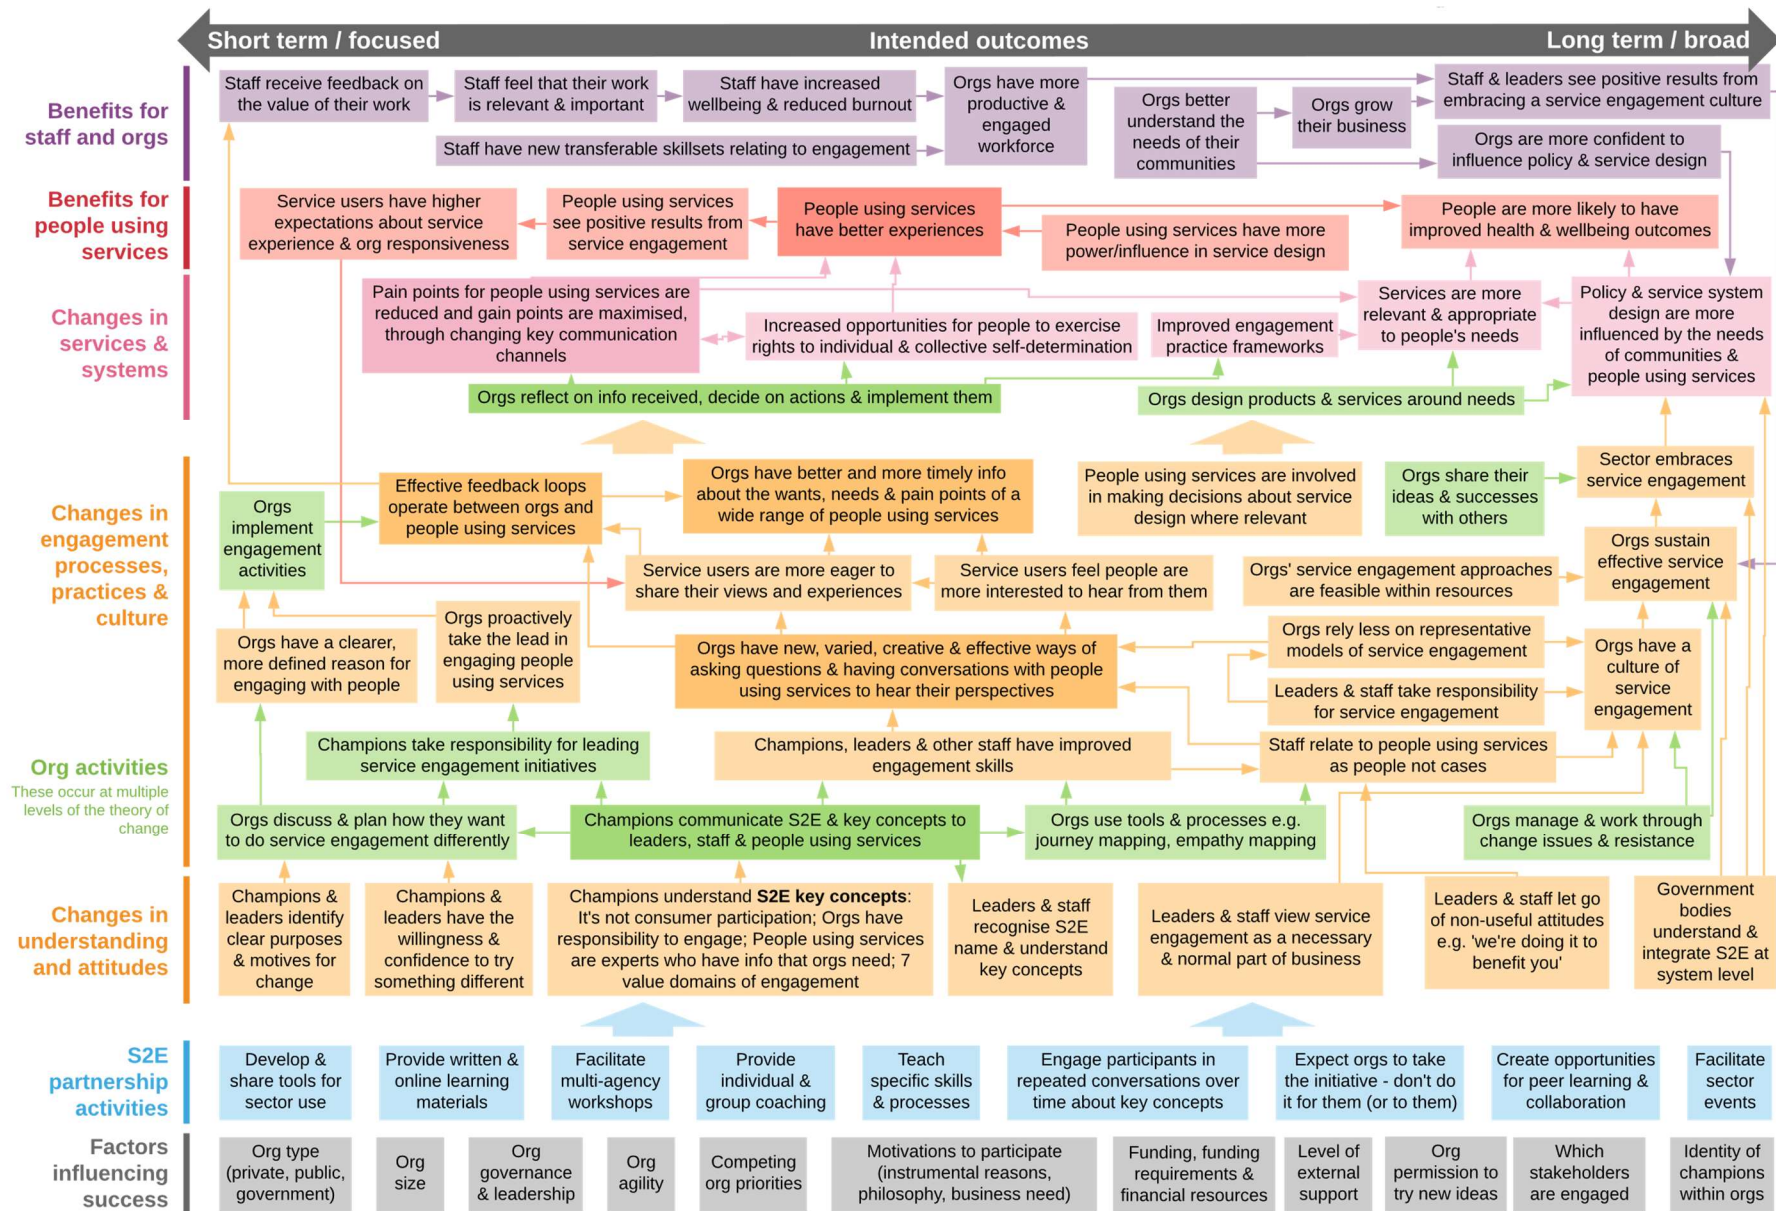 Short term / focused
Intended outcomes
Long term / broad
Benefits for
staff and orgs
Staff receive feedback on
the value of their work
Staff feel that their work
is relevant & important
Staff have increased
wellbeing & reduced burnout
Orgs have more
productive &
engaged
workforce
Orgs better
understand the
needs of their
communities
Orgs grow
their business
Staff & leaders see positive results from
embracing a service engagement culture
Staff have new transferable skillsets relating to engagement
Orgs are more confident to
influence policy & service design
Benefits for
people using
services
Service users have higher
expectations about service
experience & org responsiveness
People using services
see positive results from
service engagement
People using services
have better experiences
People using services have more
power/influence in service design
People are more likely to have
improved health & wellbeing outcomes
Changes in
services &
systems
Pain points for people using services are
reduced and gain points are maximised,
through changing key communication
channels
Increased opportunities for people to exercise
rights to individual & collective self-determination
Improved engagement
practice frameworks
Services are more
relevant & appropriate
to people's needs
Policy & service system
design are more
influenced by the needs
of communities &
people using services
Orgs reflect on info received, decide on actions & implement them
Orgs design products & services around needs
Changes in
engagement
processes,
practices &
culture
Orgs
implement
engagement
activities
Effective feedback loops
operate between orgs and
people using services
Orgs have better and more timely info
about the wants, needs & pain points of a
wide range of people using services
People using services are involved
in making decisions about service
design where relevant
Orgs share their
ideas & successes
with others
Sector embraces
service engagement
Service users are more eager to
share their views and experiences
Service users feel people are
more interested to hear from them
Orgs' service engagement approaches
are feasible within resources
Orgs sustain
effective service
engagement
Orgs have a clearer,
more defined reason for
engaging with people
Orgs proactively
take the lead in
engaging people
using services
Orgs have new, varied, creative & effective ways of
asking questions & having conversations with people
using services to hear their perspectives
Orgs rely less on representative
models of service engagement
Leaders & staff take responsibility
for service engagement
Orgs have a
culture of
service
engagement
Org activities
These occur at multiple
levels of the theory of
change
Champions take responsibility for leading
service engagement initiatives
Champions, leaders & other staff have improved
engagement skills
Staff relate to people using services
as people not cases
Orgs discuss & plan how they want
to do service engagement differently
Champions communicate S2E & key concepts to
leaders, staff & people using services
Orgs use tools & processes e.g.
journey mapping, empathy mapping
Orgs manage & work through
change issues & resistance
Changes in
understanding
and attitudes
Champions &
leaders identify
clear purposes
& motives for
change
Champions &
leaders have the
willingness &
confidence to try
something different
Champions understand S2E key concepts:
It's not consumer participation; Orgs have
responsibility to engage; People using services
are experts who have info that orgs need; 7
value domains of engagement
Leaders & staff
recognise S2E
name & understand
key concepts
Leaders & staff view service
engagement as a necessary
& normal part of business
Leaders & staff let go
of non-useful attitudes
e.g. 'we're doing it to
benefit you'
Government
bodies
understand &
integrate S2E at
system level
S2E
partnership
activities
Develop &
share tools for
sector use
Provide written &
online learning
materials
Facilitate
multi-agency
workshops
Provide
individual &
group coaching
Teach
specific skills
& processes
Engage participants in
repeated conversations over
time about key concepts
Expect orgs to take
the initiative - don't do
it for them (or to them)
Create opportunities
for peer learning &
collaboration
Facilitate
sector
events
Factors
influencing
success
Org type
(private, public,
government)
Org
size
Org
governance
& leadership
Org
agility
Competing
org priorities
Motivations to participate
(instrumental reasons,
philosophy, business need)
Funding, funding
requirements &
financial resources
Level of
external
support
Org
permission to
try new ideas
Which
stakeholders
are engaged
Identity of
champions
within orgs